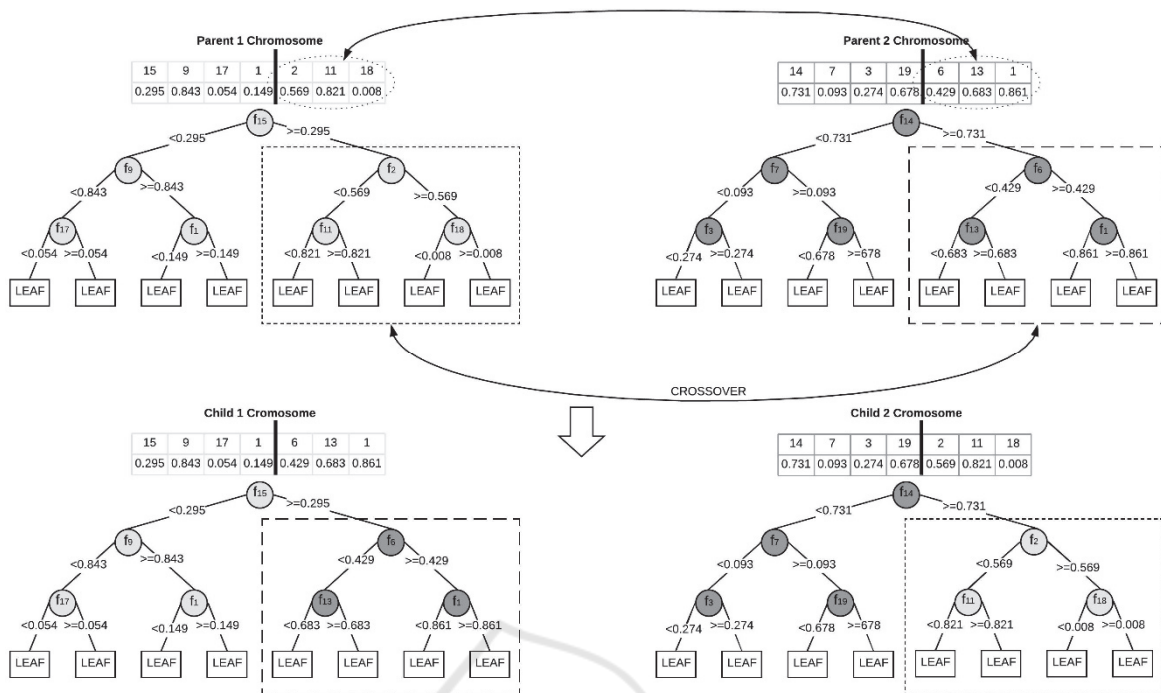 Parent 1 Chromosome
15 9 17 1 2 11 18
0.295 0.843 0.054 0.149 0.569 0.821 0.008
f15
<0.295 >=0.295
f9 f2
<0.843 >=0.843 <0.569 >=0.569
f17 f1 f11 f18
<0.054 >=0.054 <0.149 >=0.149 <0.821 >=0.821 <0.008 >=0.008
LEAF LEAF LEAF LEAF LEAF LEAF LEAF LEAF
Parent 2 Chromosome
14 7 3 19 6 13 1
0.731 0.093 0.274 0.678 0.429 0.683 0.861
f14
<0.731 >=0.731
f7 f6
<0.093 >=0.093 <0.429 >=0.429
f3 f19 f13 f1
<0.274 >=0.274 <0.678 >=678 <0.683 >=0.683 <0.861 >=0.861
LEAF LEAF LEAF LEAF LEAF LEAF LEAF LEAF
CROSSOVER
Child 1 Cromosome
15 9 17 1 6 13 1
0.295 0.843 0.054 0.149 0.429 0.683 0.861
f15
<0.295 >=0.295
f9 f6
<0.843 >=0.843 <0.429 >=0.429
f17 f1 f13 f1
<0.054 >=0.054 <0.149 >=0.149 <0.683 >=0.683 <0.861 >=0.861
LEAF LEAF LEAF LEAF LEAF LEAF LEAF LEAF
Child 2 Cromosome
14 7 3 19 2 11 18
0.731 0.093 0.274 0.678 0.569 0.821 0.008
f14
<0.731 >=0.731
f7 f2
<0.093 >=0.093 <0.569 >=0.569
f3 f19 f11 f18
<0.274 >=0.274 <0.678 >=678 <0.821 >=0.821 <0.008 >=0.008
LEAF LEAF LEAF LEAF LEAF LEAF LEAF LEAF